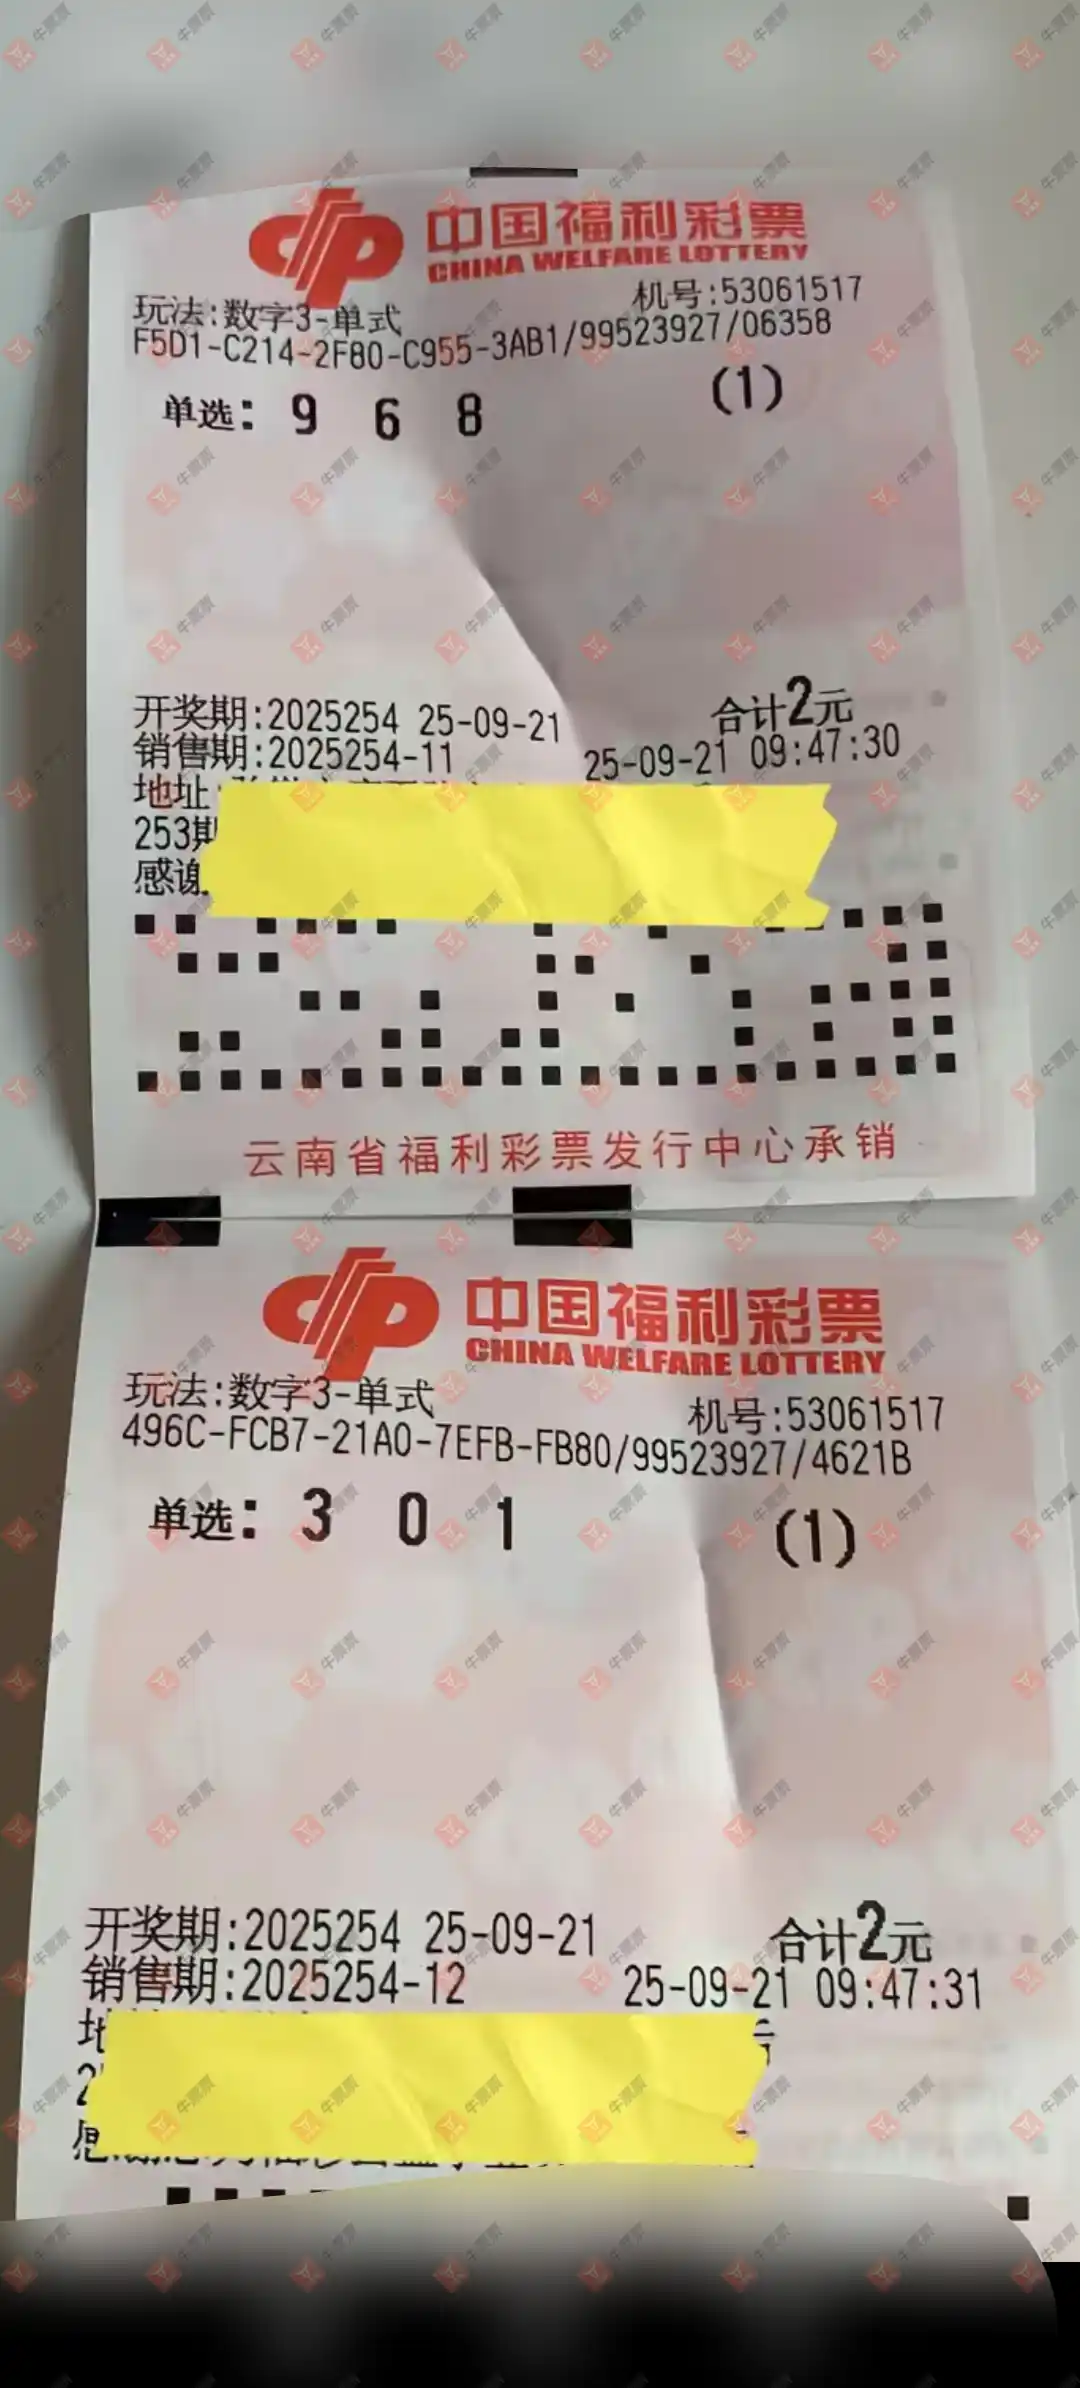 中国福利彩票
CHINA WELFARE LOTTERY
玩法:数字3-单式 机号:53061517
F5D1-C214-2F80-C955-3AB1/99523927/06358
单选: 9 6 8 (1)
开奖期:2025254 25-09-21 合计2元
销售期:2025254-11 25-09-21 09:47:30
地址:
253期
感谢
云南省福利彩票发行中心承销
中国福利彩票
CHINA WELFARE LOTTERY
玩法:数字3-单式 机号:53061517
496C-FCB7-21A0-7EFB-FB80/99523927/4621B
单选: 3 0 1 (1)
开奖期:2025254 25-09-21 合计2元
销售期:2025254-12 25-09-21 09:47:31
牛票票